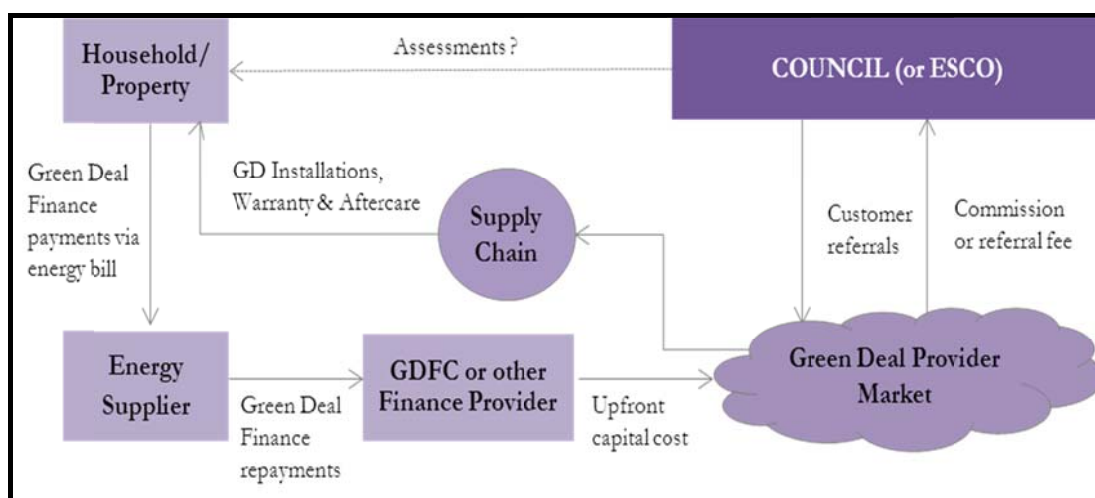 Household/
Property
Assessments ?
COUNCIL (or ESCO)
Green Deal
Finance
payments via
energy bill
GD Installations,
Warranty & Aftercare
Supply
Chain
Customer
referrals
Commission
or referral fee
Energy
Supplier
Green Deal
Finance
repayments
GDFC or other
Finance Provider
Upfront
capital cost
Green Deal Provider
Market